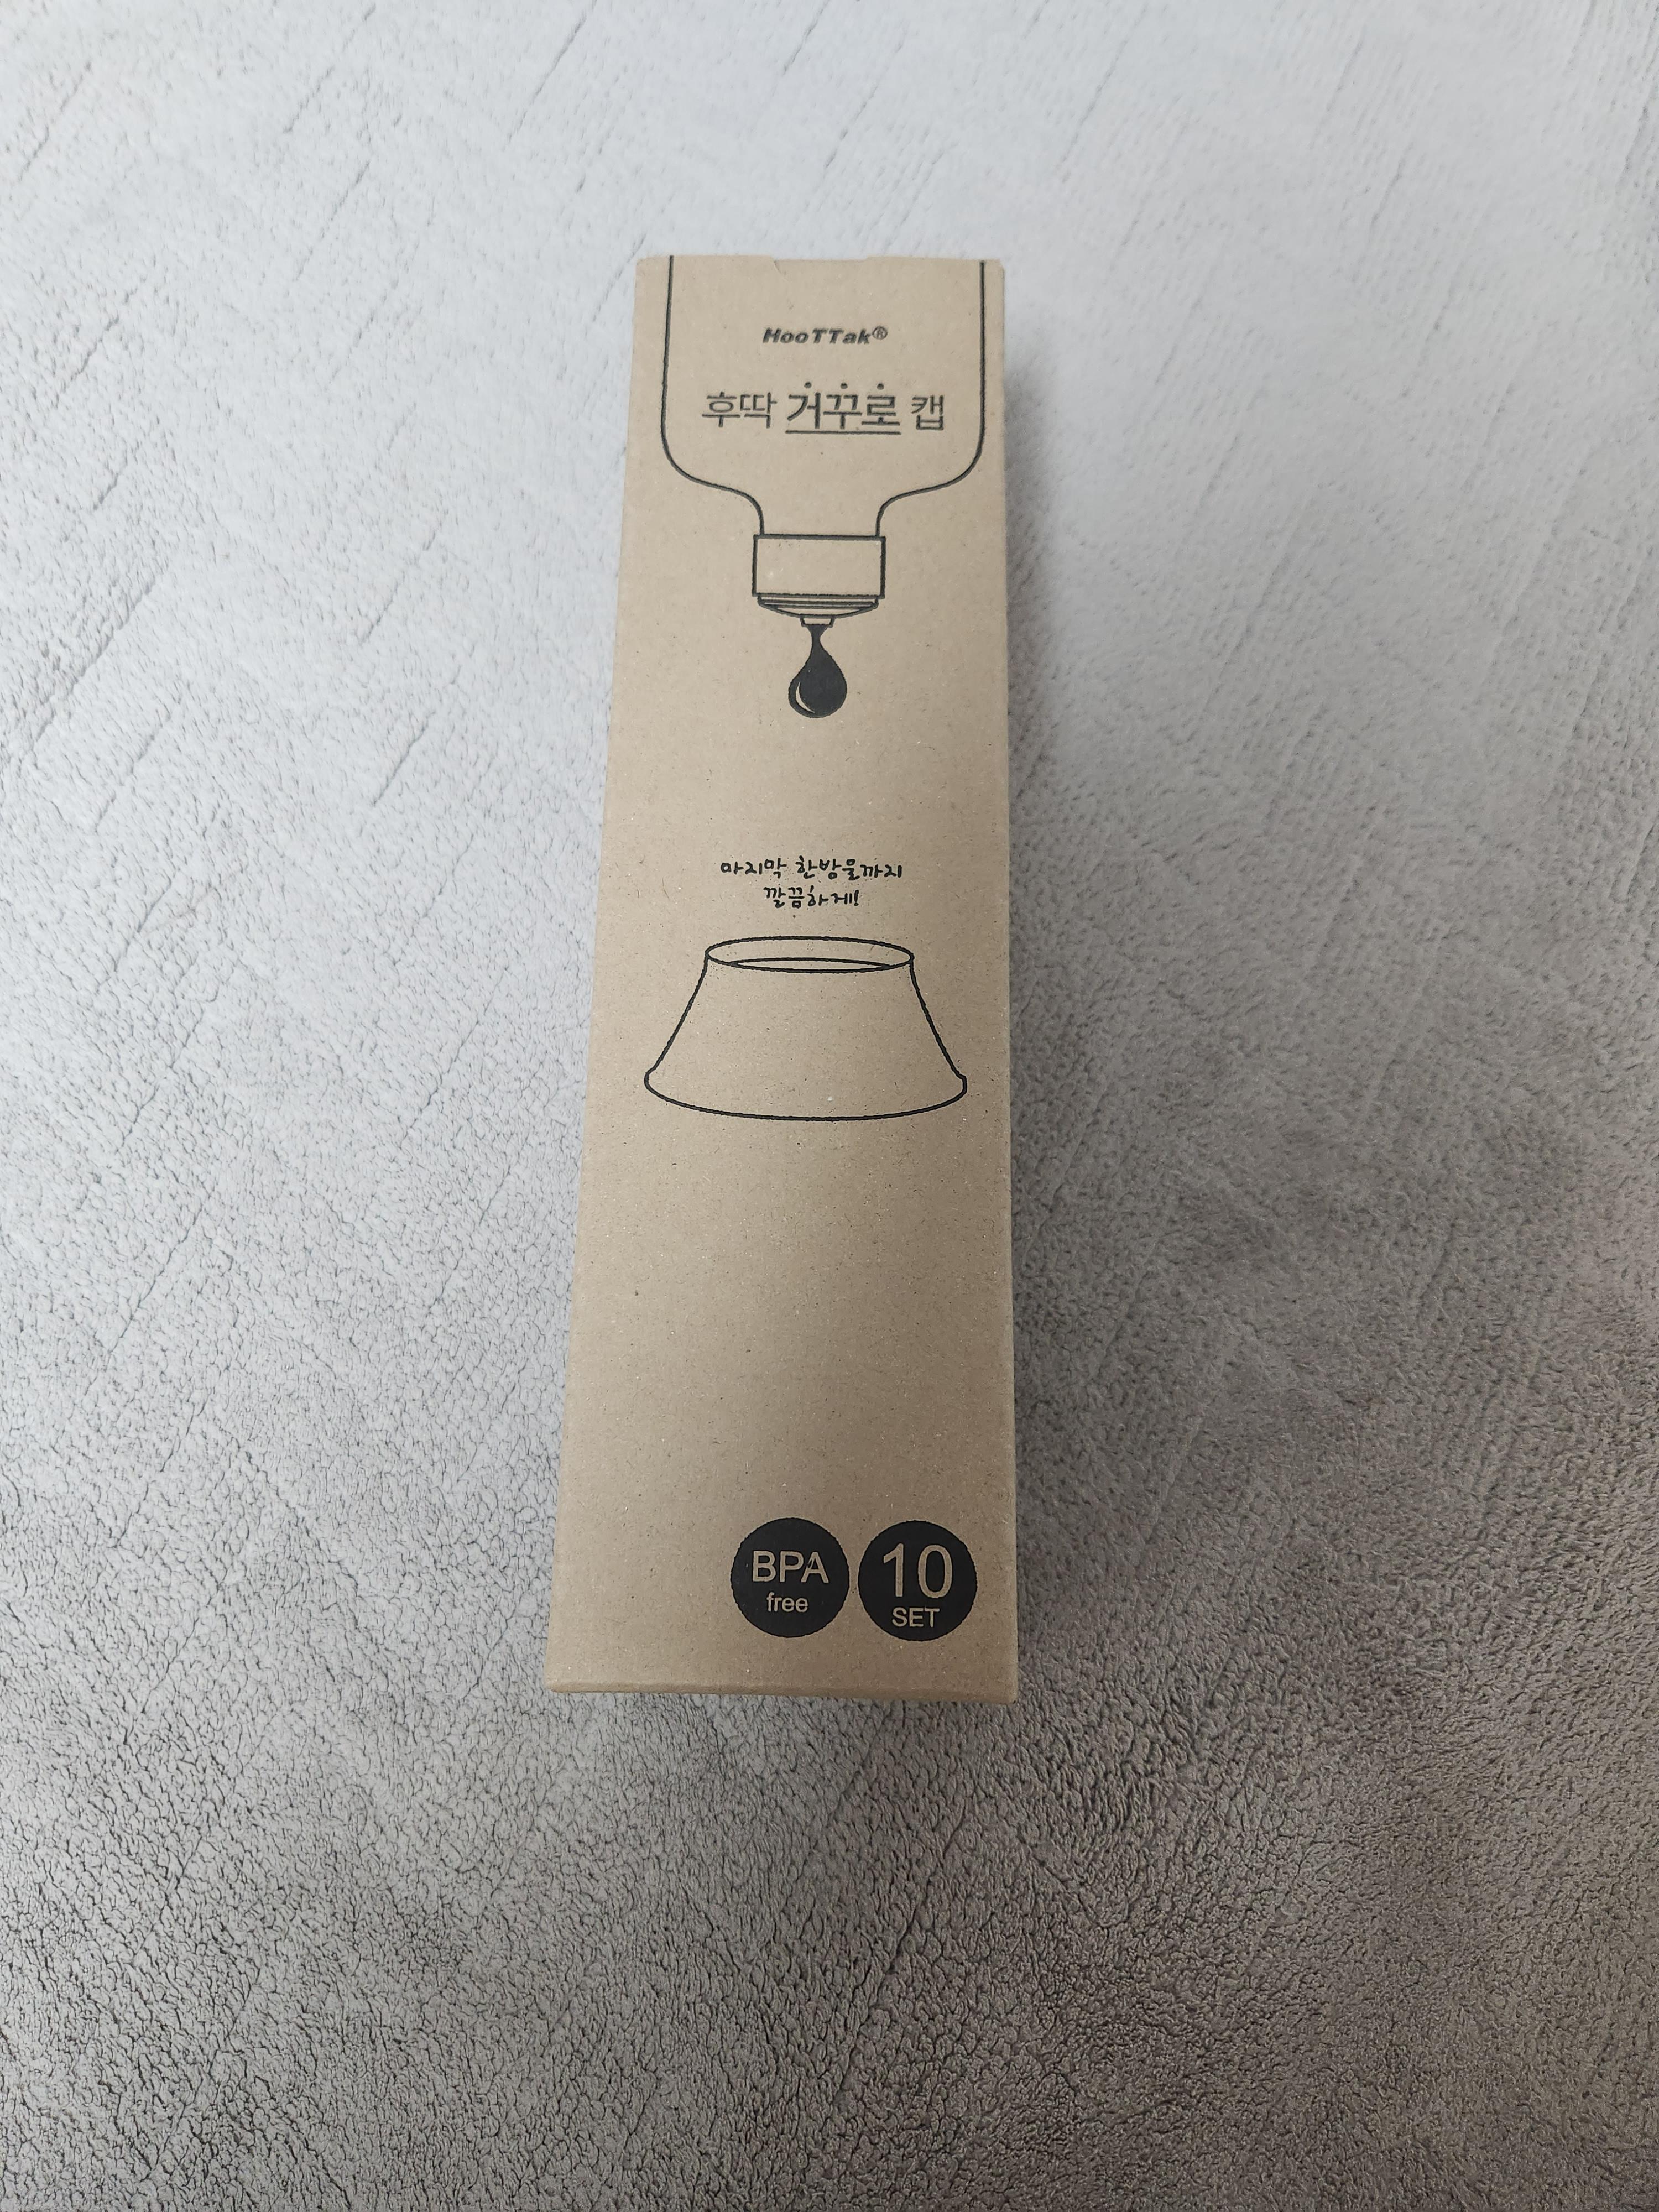 HooTTak®
후딱 거꾸로 캡
마지막 한방울까지
깔끔하게!
BPA
free
10
SET